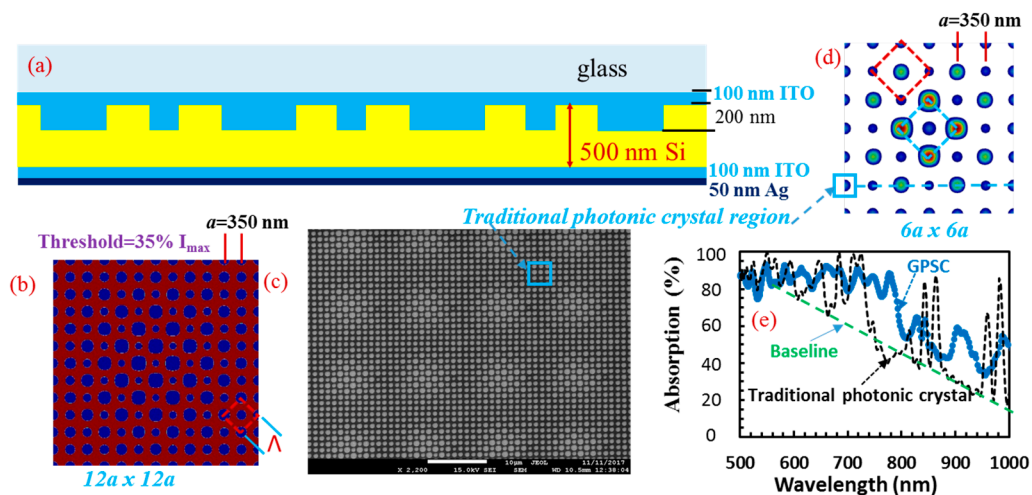 (a)
glass
100 nm ITO
200 nm
500 nm Si
100 nm ITO
50 nm Ag
(d)
a=350 nm
Traditional photonic crystal region
6a x 6a
(b)
Threshold=35% Imax
a=350 nm
Λ
12a x 12a
(c)
X 2,200 15.0kV SEI SEM WD 10.5mm 12:38:04
10μm JEOL 11/11/2017
(e)
Absorption (%)
100
80
60
40
20
0
GPSC
Baseline
Traditional photonic crystal
500 600 700 800 900 1000
Wavelength (nm)